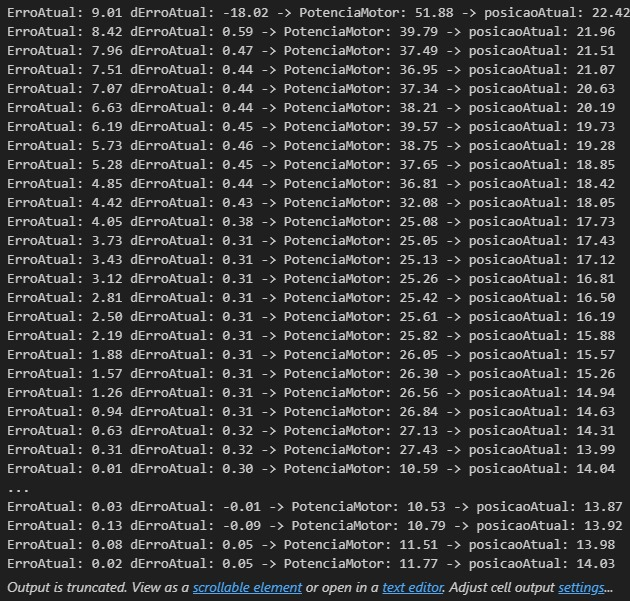 ErroAtual: 9.01 dErroAtual: -18.02 -> PotenciaMotor: 51.88 -> posicaoAtual: 22.42
ErroAtual: 8.42 dErroAtual: 0.59 -> PotenciaMotor: 39.79 -> posicaoAtual: 21.96
ErroAtual: 7.96 dErroAtual: 0.47 -> PotenciaMotor: 37.49 -> posicaoAtual: 21.51
ErroAtual: 7.51 dErroAtual: 0.44 -> PotenciaMotor: 36.95 -> posicaoAtual: 21.07
ErroAtual: 7.07 dErroAtual: 0.44 -> PotenciaMotor: 37.34 -> posicaoAtual: 20.63
ErroAtual: 6.63 dErroAtual: 0.44 -> PotenciaMotor: 38.21 -> posicaoAtual: 20.19
ErroAtual: 6.19 dErroAtual: 0.45 -> PotenciaMotor: 39.57 -> posicaoAtual: 19.73
ErroAtual: 5.73 dErroAtual: 0.46 -> PotenciaMotor: 38.75 -> posicaoAtual: 19.28
ErroAtual: 5.28 dErroAtual: 0.45 -> PotenciaMotor: 37.65 -> posicaoAtual: 18.85
ErroAtual: 4.85 dErroAtual: 0.44 -> PotenciaMotor: 36.81 -> posicaoAtual: 18.42
ErroAtual: 4.42 dErroAtual: 0.43 -> PotenciaMotor: 32.08 -> posicaoAtual: 18.05
ErroAtual: 4.05 dErroAtual: 0.38 -> PotenciaMotor: 25.08 -> posicaoAtual: 17.73
ErroAtual: 3.73 dErroAtual: 0.31 -> PotenciaMotor: 25.05 -> posicaoAtual: 17.43
ErroAtual: 3.43 dErroAtual: 0.31 -> PotenciaMotor: 25.13 -> posicaoAtual: 17.12
ErroAtual: 3.12 dErroAtual: 0.31 -> PotenciaMotor: 25.26 -> posicaoAtual: 16.81
ErroAtual: 2.81 dErroAtual: 0.31 -> PotenciaMotor: 25.42 -> posicaoAtual: 16.50
ErroAtual: 2.50 dErroAtual: 0.31 -> PotenciaMotor: 25.61 -> posicaoAtual: 16.19
ErroAtual: 2.19 dErroAtual: 0.31 -> PotenciaMotor: 25.82 -> posicaoAtual: 15.88
ErroAtual: 1.88 dErroAtual: 0.31 -> PotenciaMotor: 26.05 -> posicaoAtual: 15.57
ErroAtual: 1.57 dErroAtual: 0.31 -> PotenciaMotor: 26.30 -> posicaoAtual: 15.26
ErroAtual: 1.26 dErroAtual: 0.31 -> PotenciaMotor: 26.56 -> posicaoAtual: 14.94
ErroAtual: 0.94 dErroAtual: 0.31 -> PotenciaMotor: 26.84 -> posicaoAtual: 14.63
ErroAtual: 0.63 dErroAtual: 0.32 -> PotenciaMotor: 27.13 -> posicaoAtual: 14.31
ErroAtual: 0.31 dErroAtual: 0.32 -> PotenciaMotor: 27.43 -> posicaoAtual: 13.99
ErroAtual: 0.01 dErroAtual: 0.30 -> PotenciaMotor: 10.59 -> posicaoAtual: 14.04
...
ErroAtual: 0.03 dErroAtual: -0.01 -> PotenciaMotor: 10.53 -> posicaoAtual: 13.87
ErroAtual: 0.13 dErroAtual: -0.09 -> PotenciaMotor: 10.79 -> posicaoAtual: 13.92
ErroAtual: 0.08 dErroAtual: 0.05 -> PotenciaMotor: 11.51 -> posicaoAtual: 13.98
ErroAtual: 0.02 dErroAtual: 0.05 -> PotenciaMotor: 11.77 -> posicaoAtual: 14.03
Output is truncated. View as a scrollable element or open in a text editor. Adjust cell output settings...